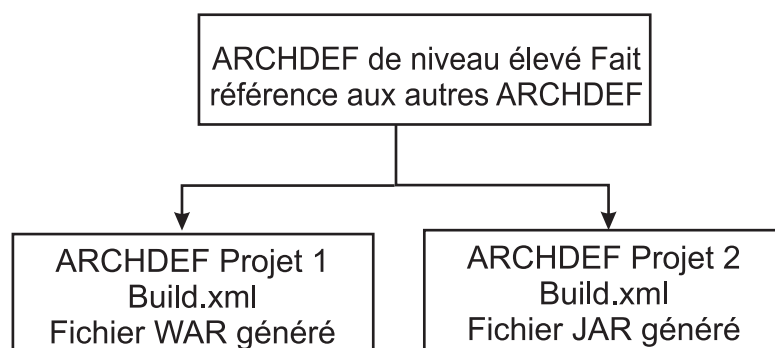 ARCHDEF de niveau élevé Fait
référence aux autres ARCHDEF
ARCHDEF Projet 1
Build.xml
Fichier WAR généré
ARCHDEF Projet 2
Build.xml
Fichier JAR généré